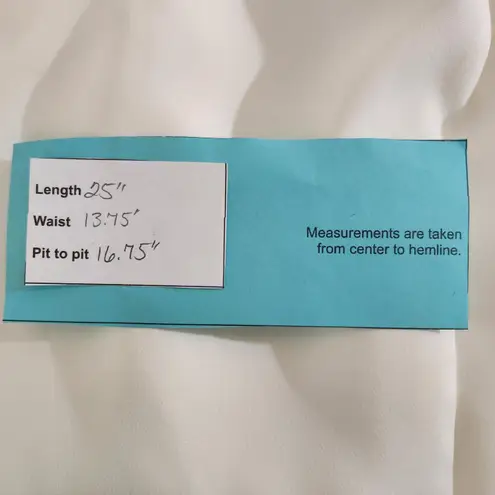 Length 25"
Waist 13.75'
Pit to pit 16.75"
Measurements are taken
from center to hemline.